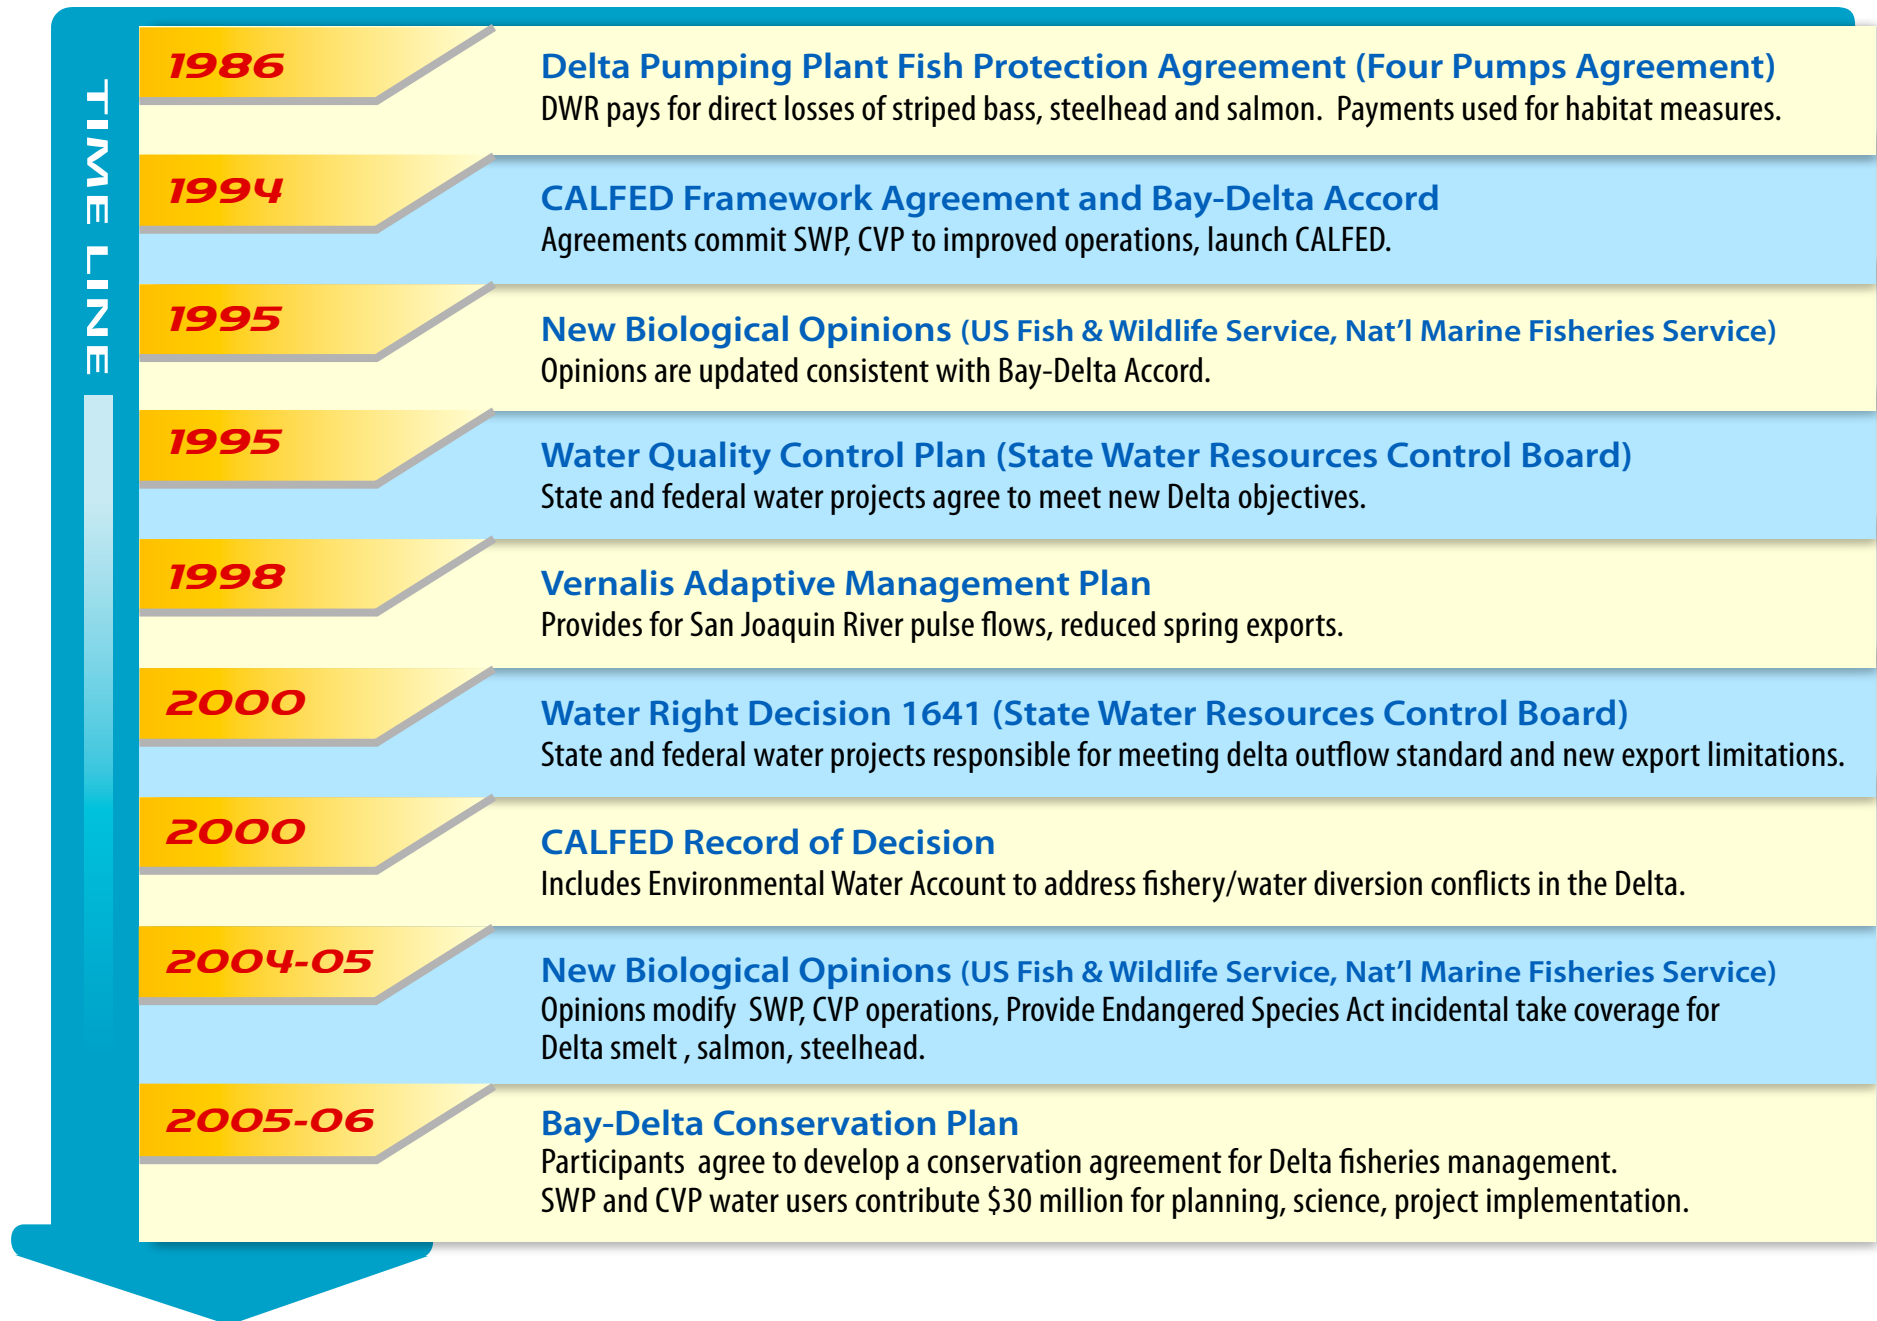 TIME LINE
1986
Delta Pumping Plant Fish Protection Agreement (Four Pumps Agreement)
DWR pays for direct losses of striped bass, steelhead and salmon.  Payments used for habitat measures.
1994
CALFED Framework Agreement and Bay-Delta Accord
Agreements commit SWP, CVP to improved operations, launch CALFED.
1995
New Biological Opinions (US Fish & Wildlife Service, Nat’l Marine Fisheries Service)
Opinions are updated consistent with Bay-Delta Accord.
1995
Water Quality Control Plan (State Water Resources Control Board)
State and federal water projects agree to meet new Delta objectives.
1998
Vernalis Adaptive Management Plan
Provides for San Joaquin River pulse flows, reduced spring exports.
2000
Water Right Decision 1641 (State Water Resources Control Board)
State and federal water projects responsible for meeting delta outflow standard and new export limitations.
2000
CALFED Record of Decision
Includes Environmental Water Account to address fishery/water diversion conflicts in the Delta.
2004-05
New Biological Opinions (US Fish & Wildlife Service, Nat’l Marine Fisheries Service)
Opinions modify  SWP, CVP operations, Provide Endangered Species Act incidental take coverage for
Delta smelt , salmon, steelhead.
2005-06
Bay-Delta Conservation Plan
Participants  agree to develop a conservation agreement for Delta fisheries management.
SWP and CVP water users contribute $30 million for planning, science, project implementation.